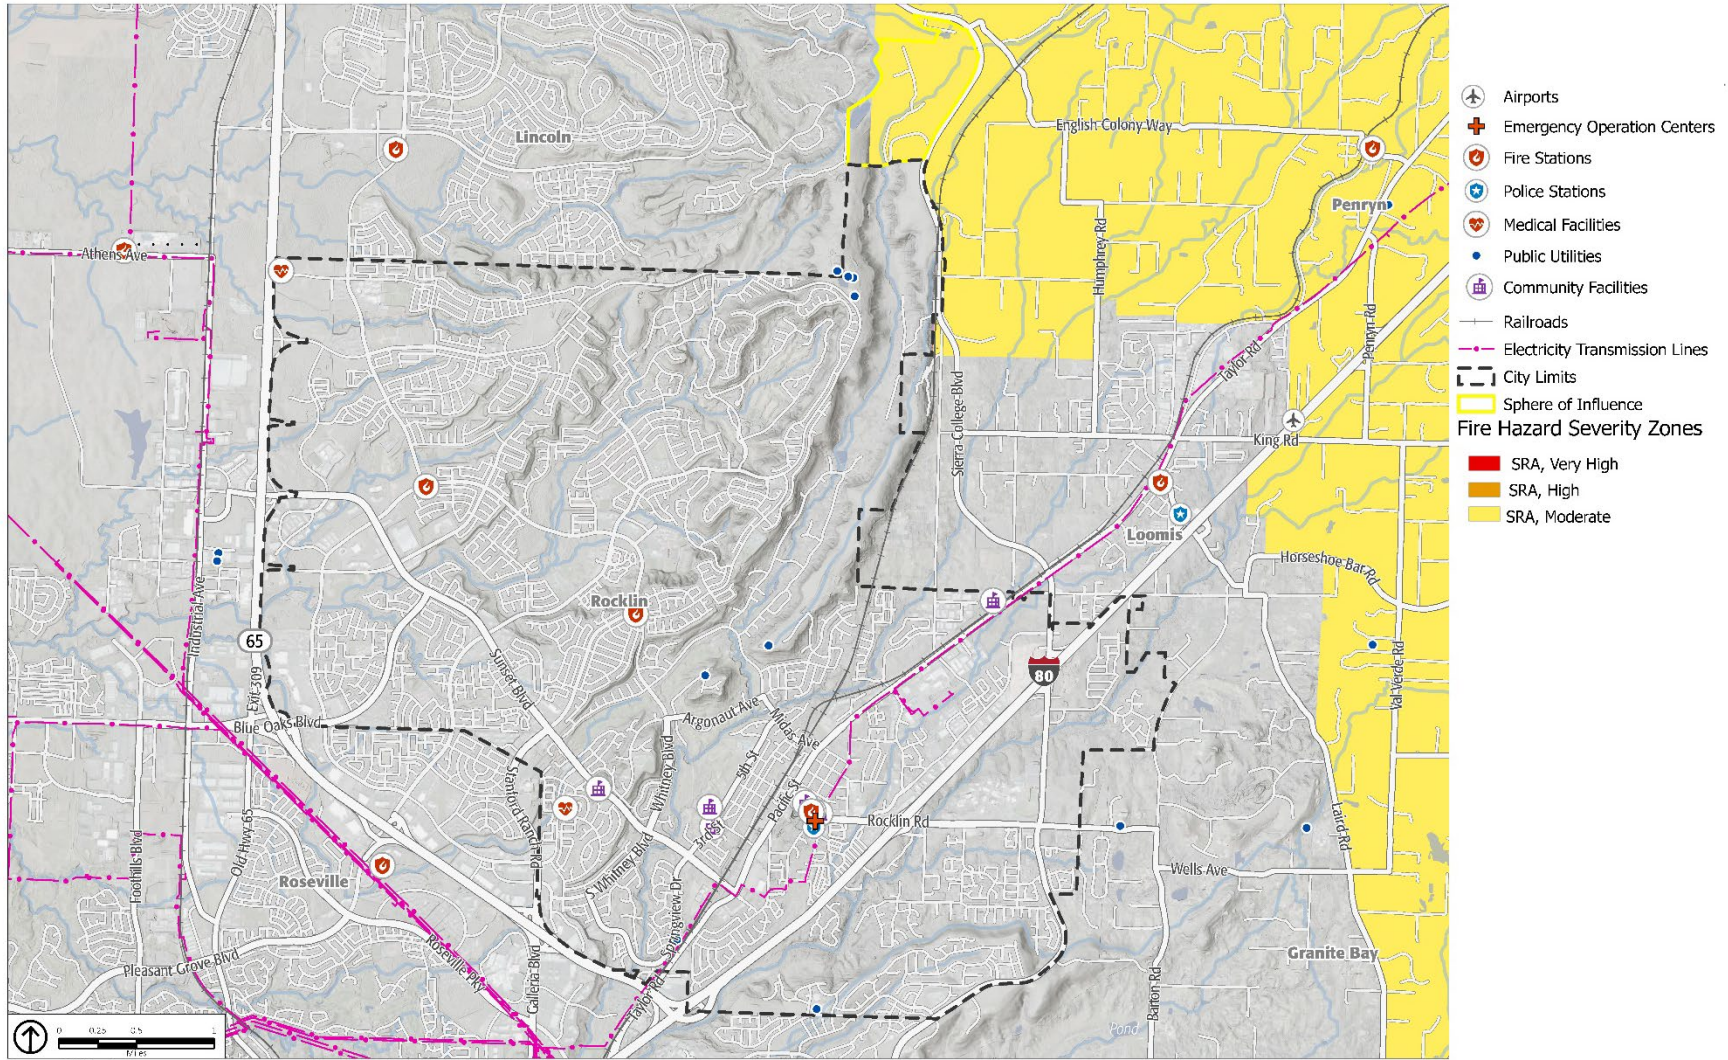 Lincoln
English Colony Way
Penryn
Athens Ave
Humphrey Rd
Penryn Rd
Taylor Rd
Sierra College Blvd
King Rd
Loomis
Horseshoe Bar Rd
Industrial Ave
Rocklin
65
Exit 309
Sunset Blvd
80
Val Verde Rd
Blue Oaks Blvd
Argonaut Ave
Midas Ave
Whitney Blvd
5th St
Stanford Ranch Rd
Pacific St
3rd St
Rocklin Rd
Laird Rd
Foothills Blvd
Old Hwy 65
Roseville
S Whitney Blvd
Wells Ave
Springview Dr
Pleasant Grove Blvd
Roseville Pky
Galleria Blvd
Taylor Rd
Granite Bay
Barton Rd
Pond
0 0.25 0.5 1
Miles
Airports
Emergency Operation Centers
Fire Stations
Police Stations
Medical Facilities
Public Utilities
Community Facilities
Railroads
Electricity Transmission Lines
City Limits
Sphere of Influence
Fire Hazard Severity Zones
SRA, Very High
SRA, High
SRA, Moderate